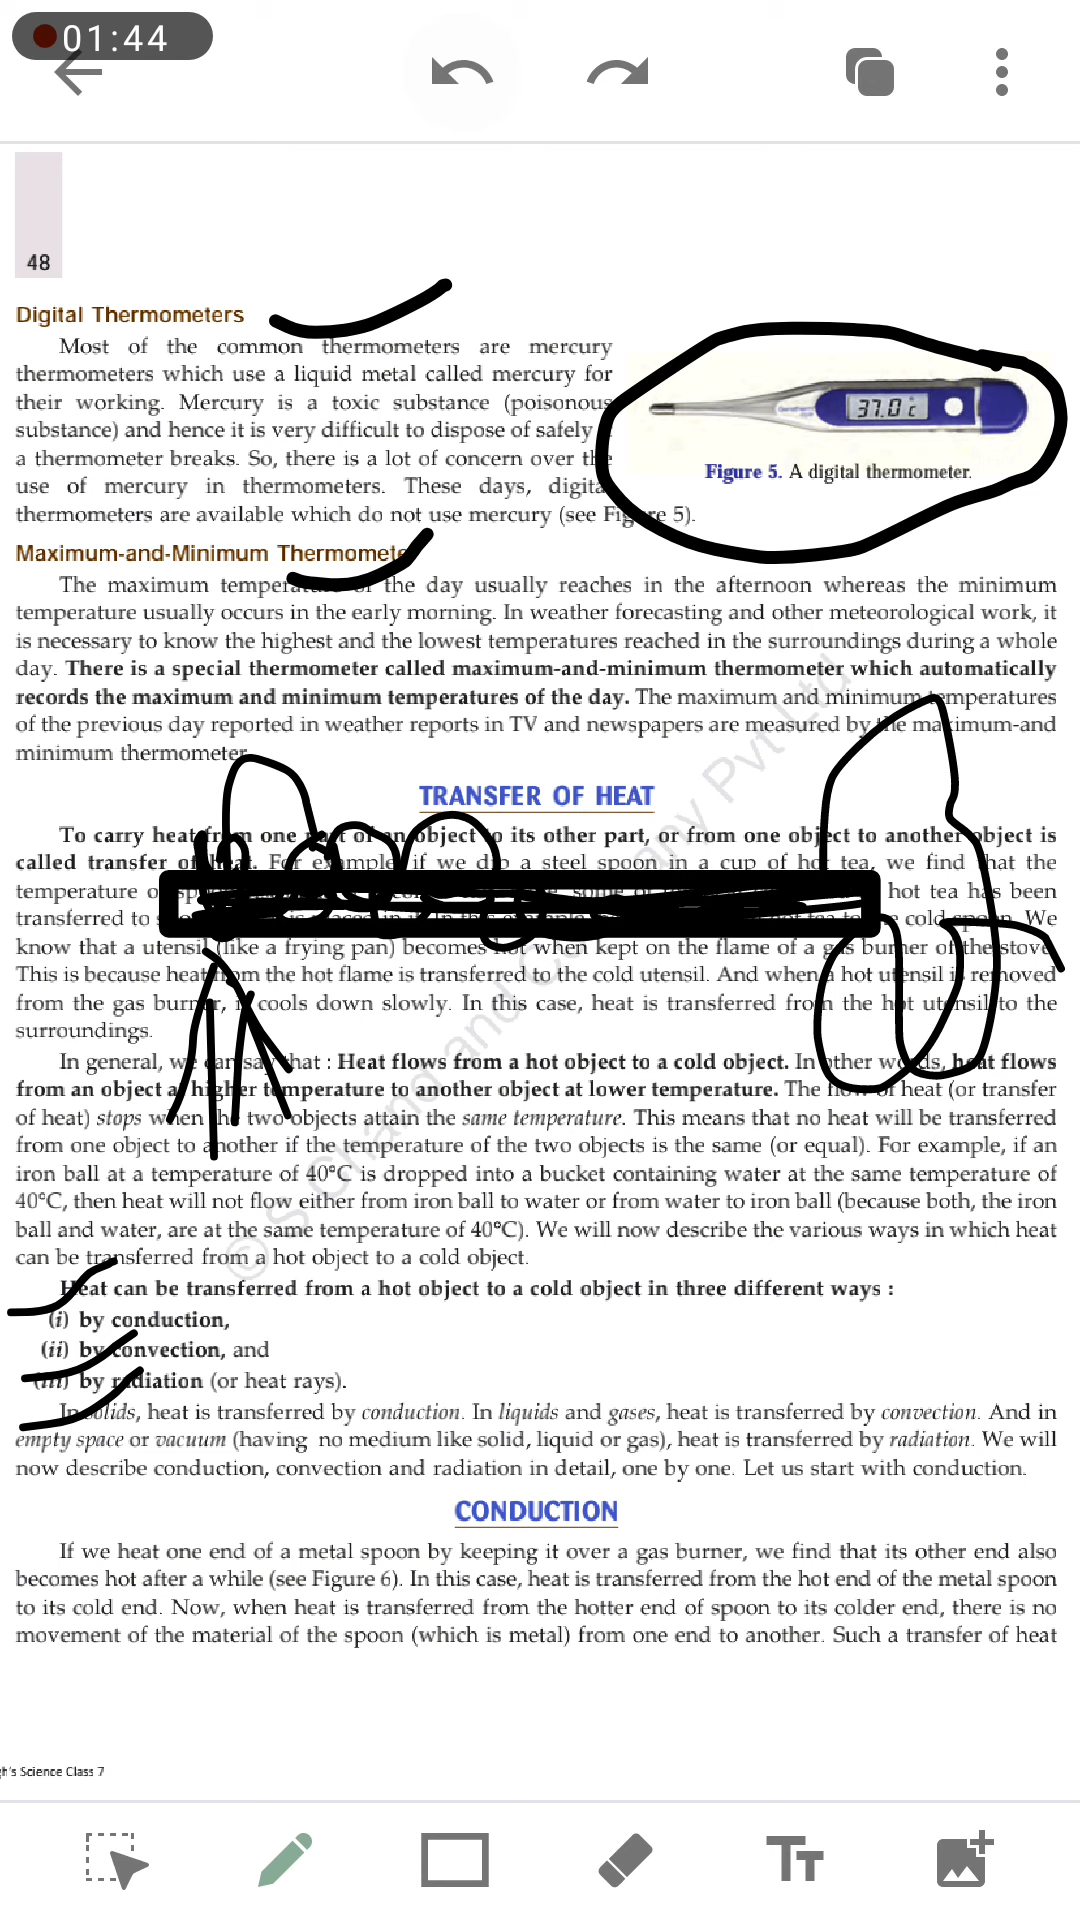 01:44
48
Digital Thermometers
Most of the common thermometers are mercury
thermometers which use a liquid metal called mercury for
their working. Mercury is a toxic substance (poisonous
substance) and hence it is very difficult to dispose of safely
a thermometer breaks. So, there is a lot of concern over the
use of mercury in thermometers. These days, digital
thermometers are available which do not use mercury (see Figure 5).
37.0
Figure 5. A digital thermometer.
Maximum-and-Minimum Thermometer
The maximum temperature of the day usually reaches in the afternoon whereas the minimum
temperature usually occurs in the early morning. In weather forecasting and other meteorological work, it
is necessary to know the highest and the lowest temperatures reached in the surroundings during a whole
day. There is a special thermometer called maximum-and-minimum thermometer which automatically
records the maximum and minimum temperatures of the day. The maximum and minimum temperatures
of the previous day reported in weather reports in TV and newspapers are measured by the maximum-and
minimum thermometer
TRANSFER OF HEAT
To carry heat from one part of an object to its other part, or from one object to another object is
called transfer of heat. For example, if we dip a steel spoon in a cup of hot tea, we find that the
temperature of hot tea has been
transferred to cold spoon. We
know that a utensil (like a frying pan) becomes hot when kept on the flame of a gas burner of the stove
This is because heat from the hot flame is transferred to the cold utensil. And when a hot utensil is removed
from the gas burner, it cools down slowly. In this case, heat is transferred from the hot utensil to the
surroundings.
In general, we can say that : Heat flows from a hot object to a cold object. In other words, heat flows
from an object at higher temperature to another object at lower temperature. The flow of heat (or transfer
of heat) stops when the two objects attain the same temperature. This means that no heat will be transferred
from one object to another if the temperature of the two objects is the same (or equal). For example, if an
iron ball at a temperature of 40°C is dropped into a bucket containing water at the same temperature of
40°C, then heat will not flow either from iron ball to water or from water to iron ball (because both, the iron
ball and water, are at the same temperature of 40°C). We will now describe the various ways in which heat
can be transferred from a hot object to a cold object.
Heat can be transferred from a hot object to a cold object in three different ways :
(i) by conduction,
(ii) by convection, and
(iii) by radiation (or heat rays).
In solids, heat is transferred by conduction. In liquids and gases, heat is transferred by convection. And in
empty space or vacuum (having no medium like solid, liquid or gas), heat is transferred by radiation. We will
now describe conduction, convection and radiation in detail, one by one. Let us start with conduction.
CONDUCTION
If we heat one end of a metal spoon by keeping it over a gas burner, we find that its other end also
becomes hot after a while (see Figure 6). In this case, heat is transferred from the hot end of the metal spoon
to its cold end. Now, when heat is transferred from the hotter end of spoon to its colder end, there is no
movement of the material of the spoon (which is metal) from one end to another. Such a transfer of heat
h's Science Class 7
TT